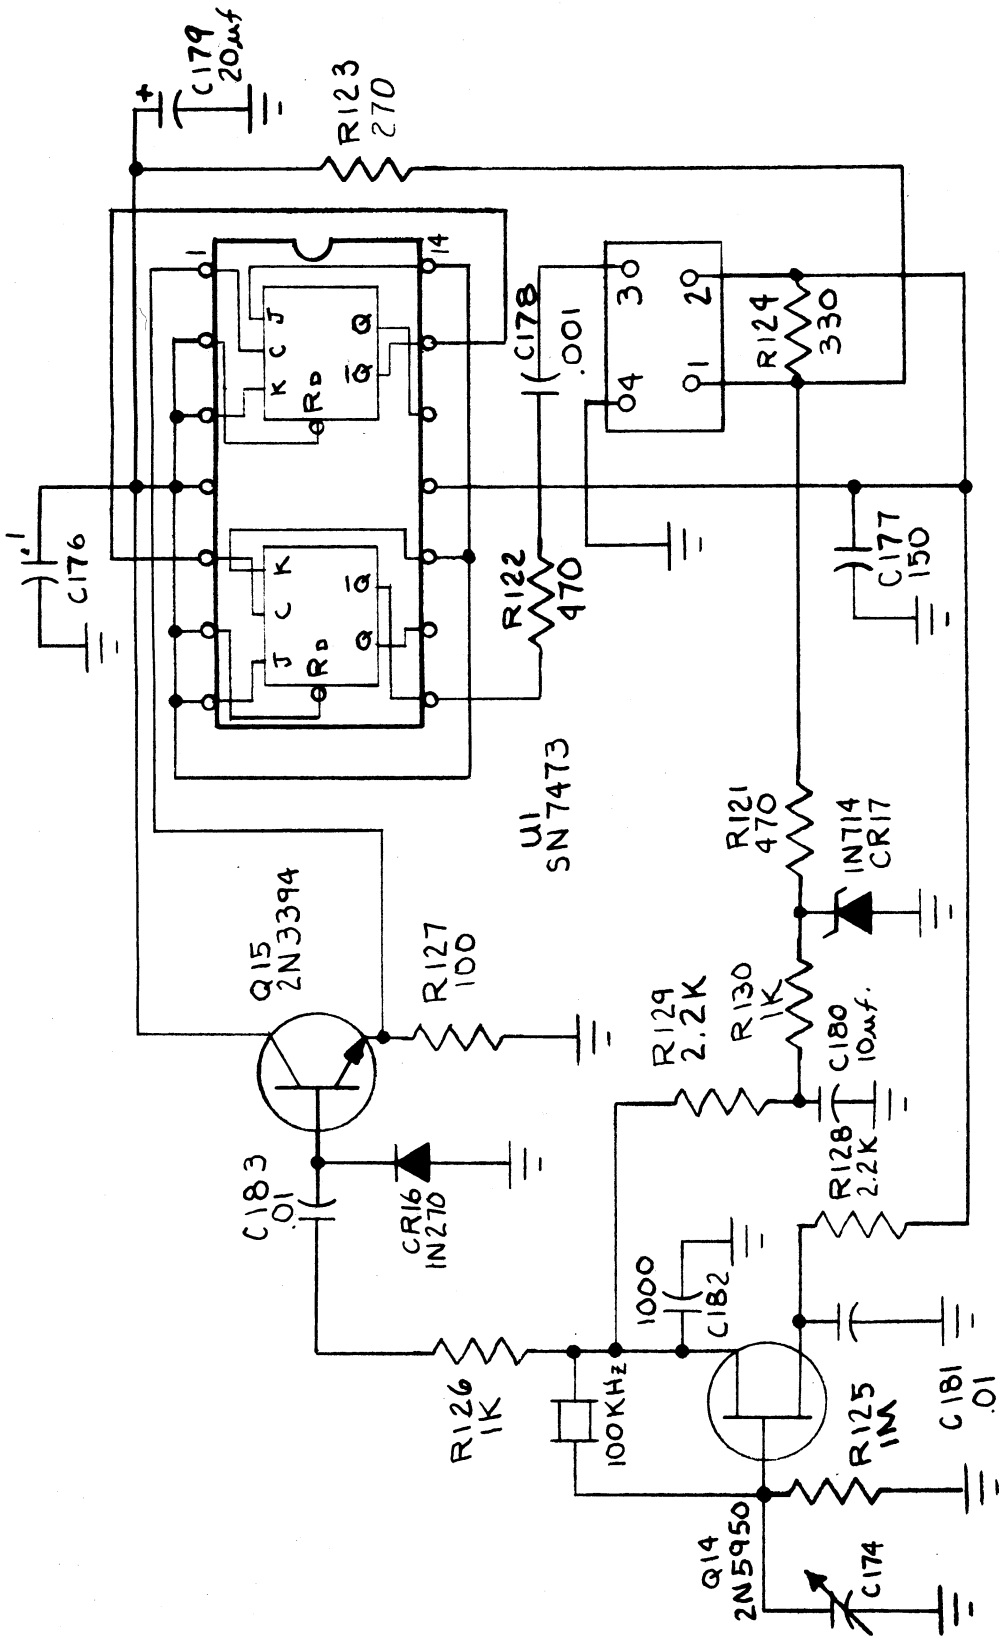 C179
20µf
+
R123
270
.1
C176
1
14
J
C
K
RD
Q
Q̅
K
C
J
RD
Q̅
Q
C178
.001
3
4
2
1
R124
330
R122
470
C177
150
U1
SN7473
R121
470
1N714
CR17
Q15
2N3394
R127
100
R129
2.2K
R130
1K
C180
10µf.
R128
2.2K
C183
.01
CR16
1N270
1000
C182
R126
1K
100KHz
Q14
2N5950
R125
1M
C181
.01
C174